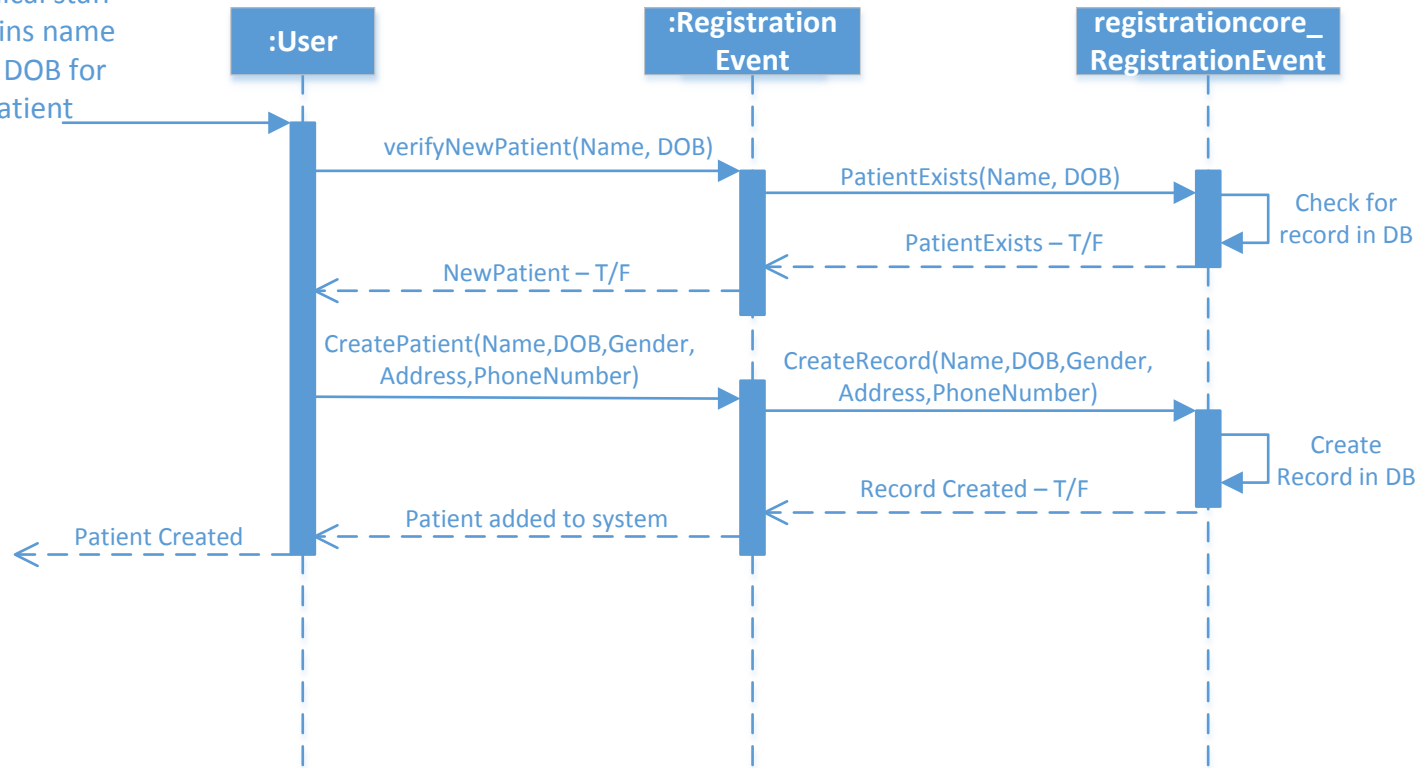 ins name
DOB for
:User
:Registration
Event
registrationcore_
RegistrationEvent
verifyNewPatient(Name, DOB)
PatientExists(Name, DOB)
Check for
record in DB
PatientExists – T/F
NewPatient – T/F
CreatePatient(Name,DOB,Gender,
Address,PhoneNumber)
CreateRecord(Name,DOB,Gender,
Address,PhoneNumber)
Create
Record in DB
Record Created – T/F
Patient added to system
Patient Created